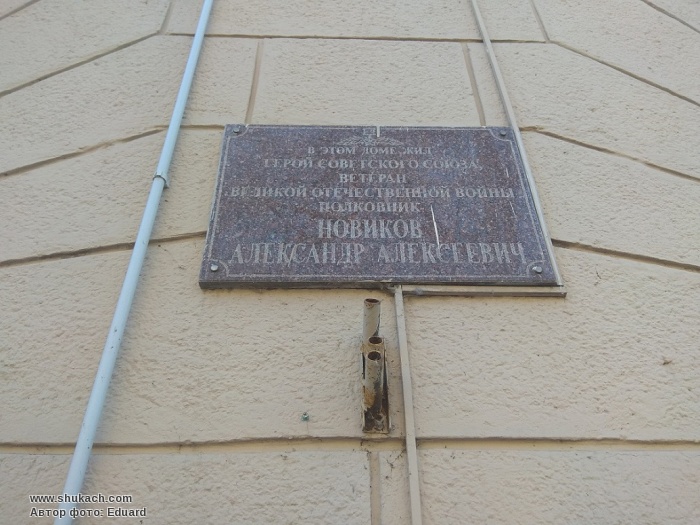 В ЭТОМ ДОМЕ ЖИЛ
ГЕРОЙ СОВЕТСКОГО СОЮЗА,
ВЕТЕРАН
ВЕЛИКОЙ ОТЕЧЕСТВЕННОЙ ВОЙНЫ
ПОЛКОВНИК
НОВИКОВ
АЛЕКСАНДР АЛЕКСЕЕВИЧ
www.shukach.com
Автор фото: Eduard